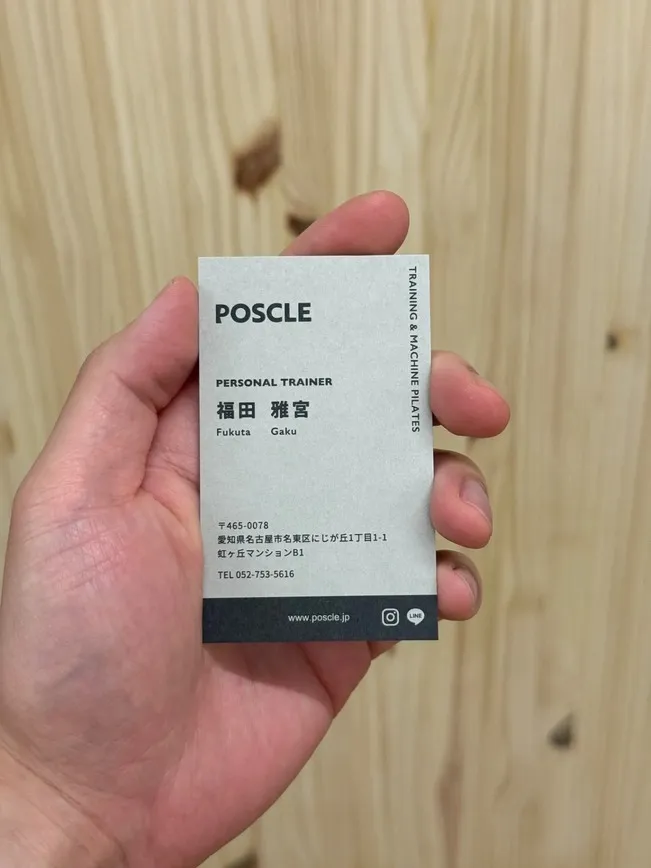 POSCLE
TRAINING & MACHINE PILATES
PERSONAL TRAINER
福田 雅宮
Fukuta Gaku
〒465-0078
愛知県名古屋市名東区にじが丘1丁目1-1
虹ヶ丘マンションB1
TEL 052-753-5616
www.poscle.jp
LINE